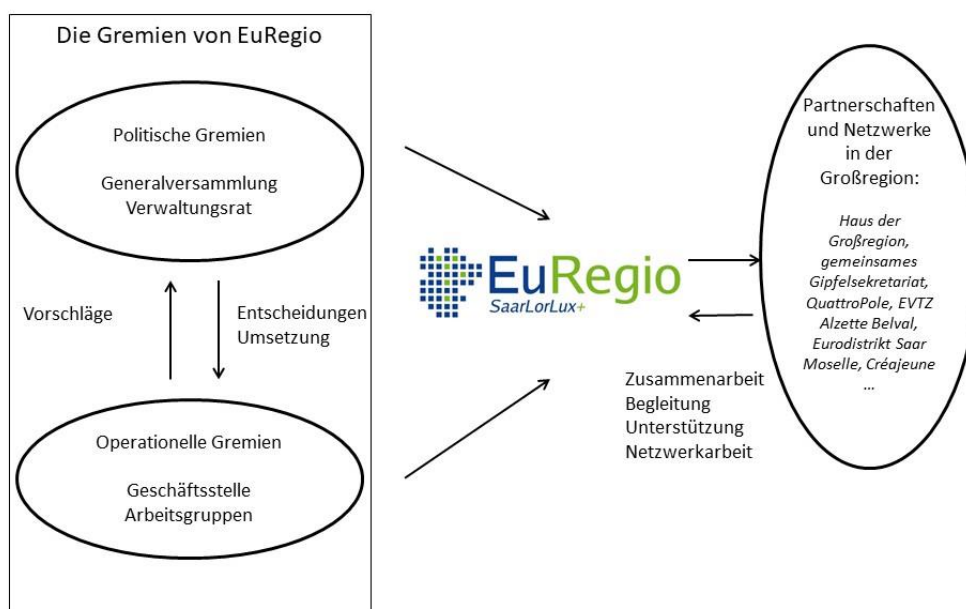 Die Gremien von EuRegio
Politische Gremien
Generalversammlung
Verwaltungsrat
Vorschläge
Entscheidungen
Umsetzung
Operationelle Gremien
Geschäftsstelle
Arbeitsgruppen
EuRegio
SaarLorLux+
Zusammenarbeit
Begleitung
Unterstützung
Netzwerkarbeit
Partnerschaften
und Netzwerke
in der
Großregion:
Haus der
Großregion,
gemeinsames
Gipfelsekretariat,
QuattroPole, EVTZ
Alzette Belval,
Eurodistrikt Saar
Moselle, Créajeune
...